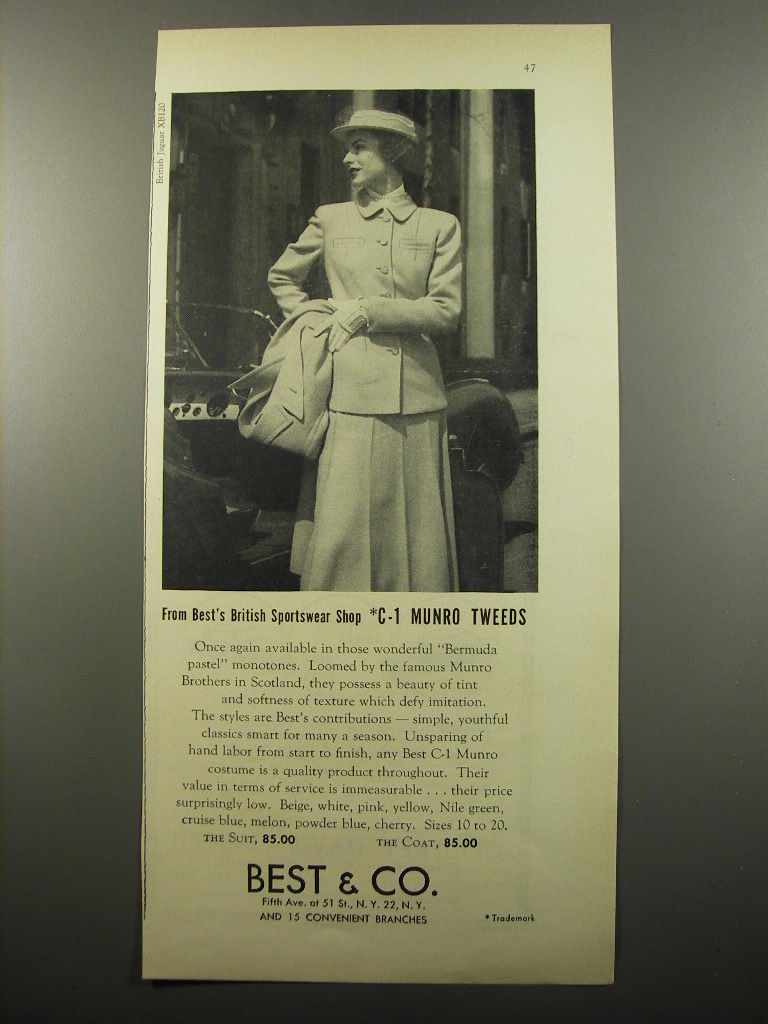 47
British Jaguar XB120
From Best's British Sportswear Shop *C-1 MUNRO TWEEDS
Once again available in those wonderful "Bermuda
pastel" monotones. Loomed by the famous Munro
Brothers in Scotland, they possess a beauty of tint
and softness of texture which defy imitation.
The styles are Best's contributions — simple, youthful
classics smart for many a season. Unsparing of
hand labor from start to finish, any Best C-1 Munro
costume is a quality product throughout. Their
value in terms of service is immeasurable . . . their price
surprisingly low. Beige, white, pink, yellow, Nile green,
cruise blue, melon, powder blue, cherry. Sizes 10 to 20.
THE SUIT, 85.00 THE COAT, 85.00
BEST & CO.
Fifth Ave. at 51 St., N. Y. 22, N. Y.
AND 15 CONVENIENT BRANCHES
* Trademark